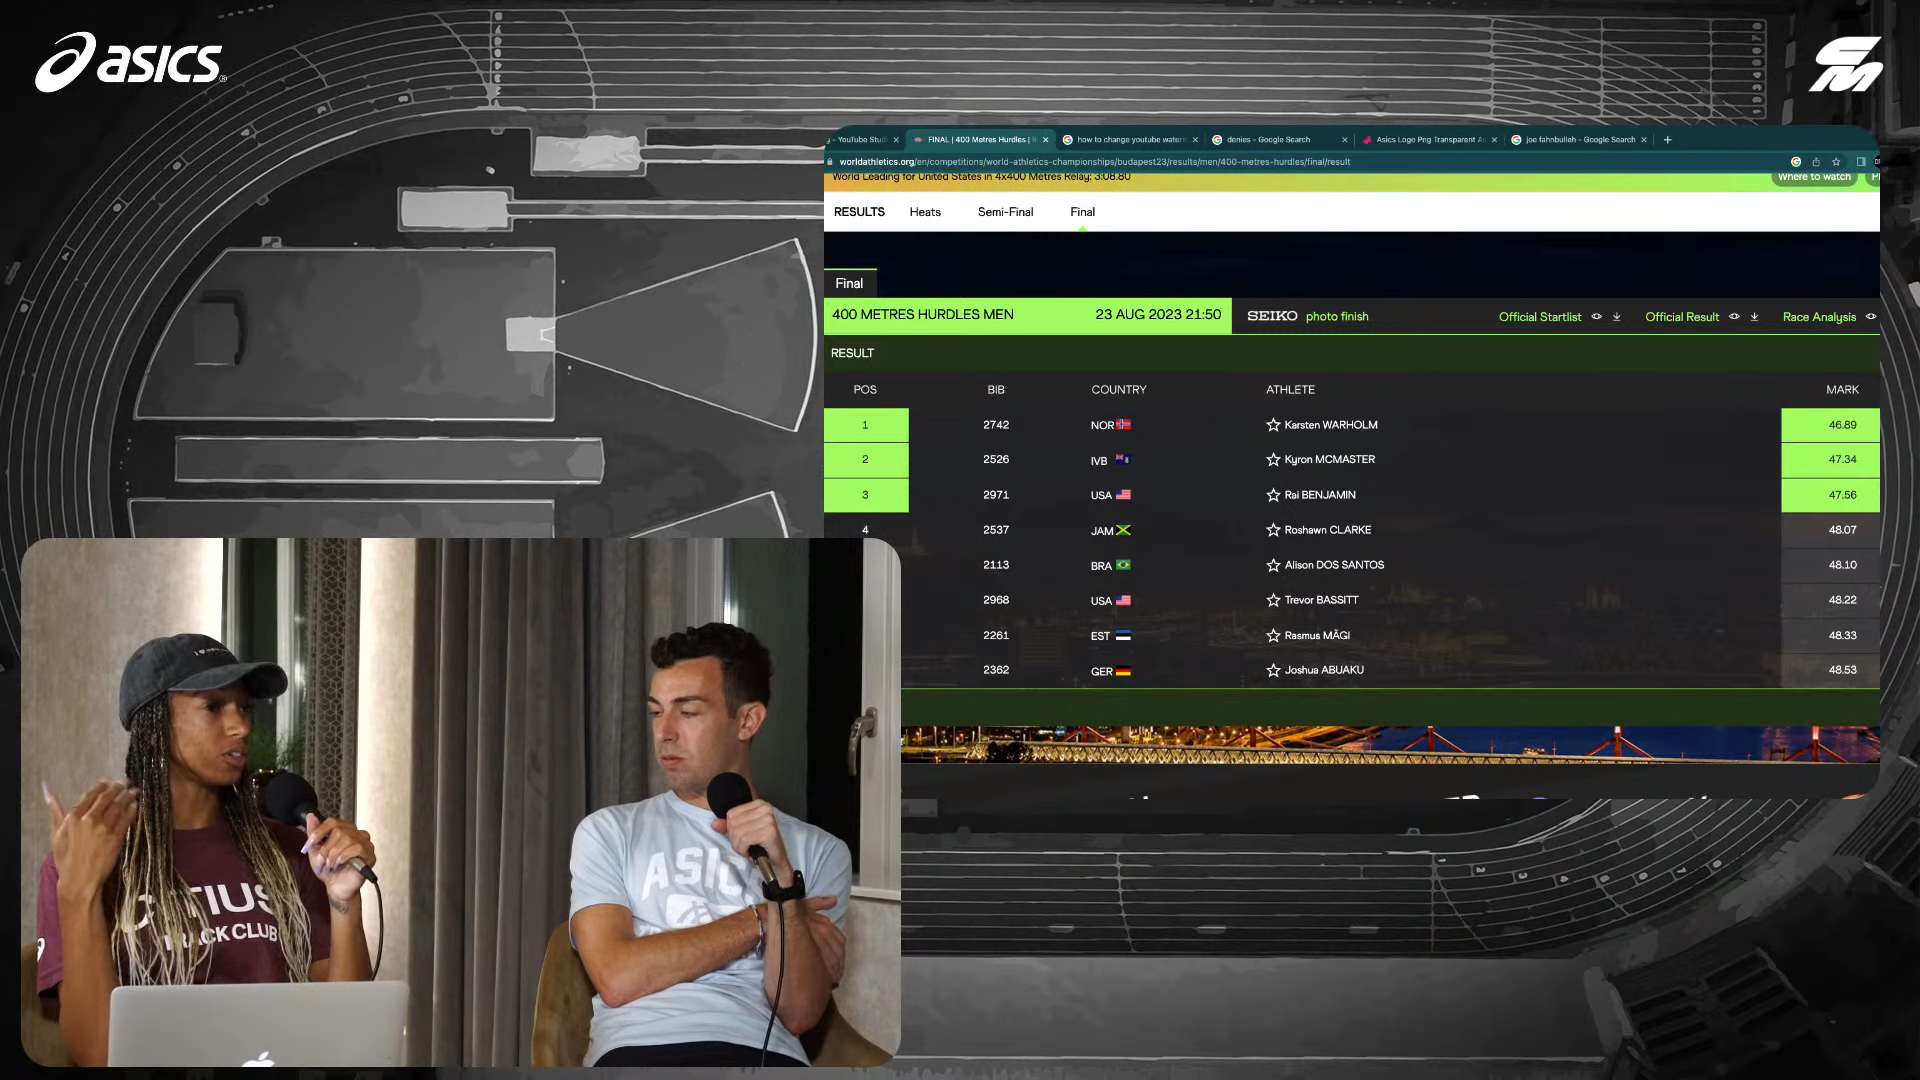 asics
- YouTube Stud
FINAL | 400 Metres Hurdles | R
how to change youtube waterm
denies - Google Search
Asics Logo Png Transparent A
joe fahnbulleh - Google Search
worldathletics.org/en/competitions/world-athletics-championships/budapest23/results/men/400-metres-hurdles/final/result
World Leading for United States in 4x400 Metres Relay: 3:08.80
Where to watch
RESULTS Heats Semi-Final Final
Final
400 METRES HURDLES MEN 23 AUG 2023 21:50 SEIKO photo finish Official Startlist Official Result Race Analysis
RESULT
POS BIB COUNTRY ATHLETE MARK
1 2742 NOR Karsten WARHOLM 46.89
2 2526 IVB Kyron MCMASTER 47.34
3 2971 USA Rai BENJAMIN 47.56
4 2537 JAM Roshawn CLARKE 48.07
2113 BRA Alison DOS SANTOS 48.10
2968 USA Trevor BASSITT 48.22
2261 EST Rasmus MÄGI 48.33
2362 GER Joshua ABUAKU 48.53
TRACK CLUB
ASICS